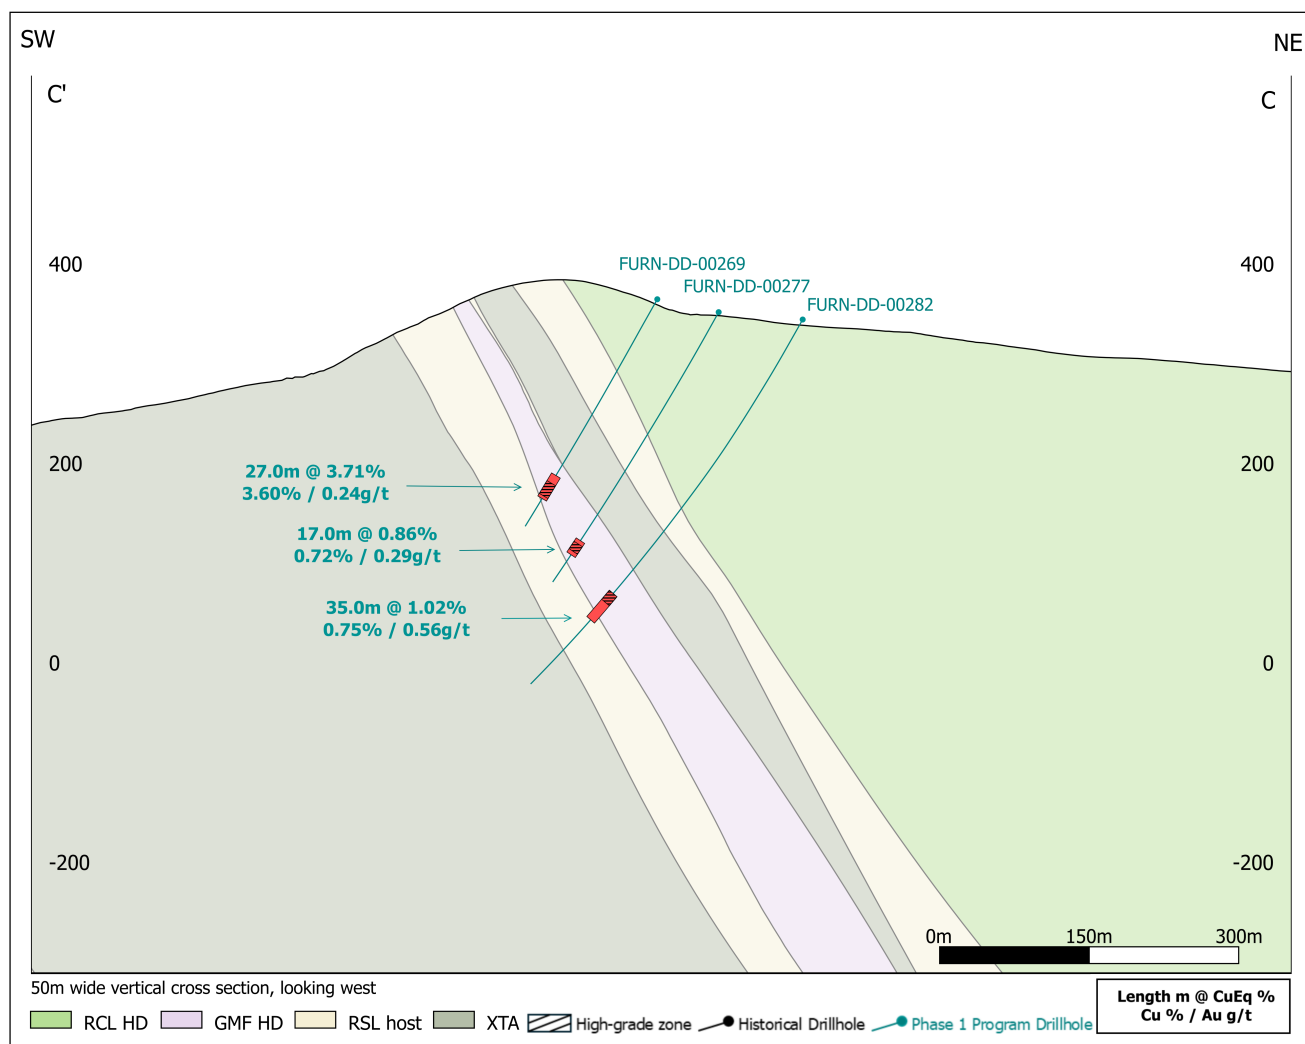 SW
NE
C'
C
400
400
FURN-DD-00269
FURN-DD-00277
FURN-DD-00282
200
200
27.0m @ 3.71%
3.60% / 0.24g/t
17.0m @ 0.86%
0.72% / 0.29g/t
35.0m @ 1.02%
0.75% / 0.56g/t
0
0
-200
-200
0m 150m 300m
50m wide vertical cross section, looking west
RCL HD GMF HD RSL host XTA High-grade zone Historical Drillhole Phase 1 Program Drillhole
Length m @ CuEq %
Cu % / Au g/t